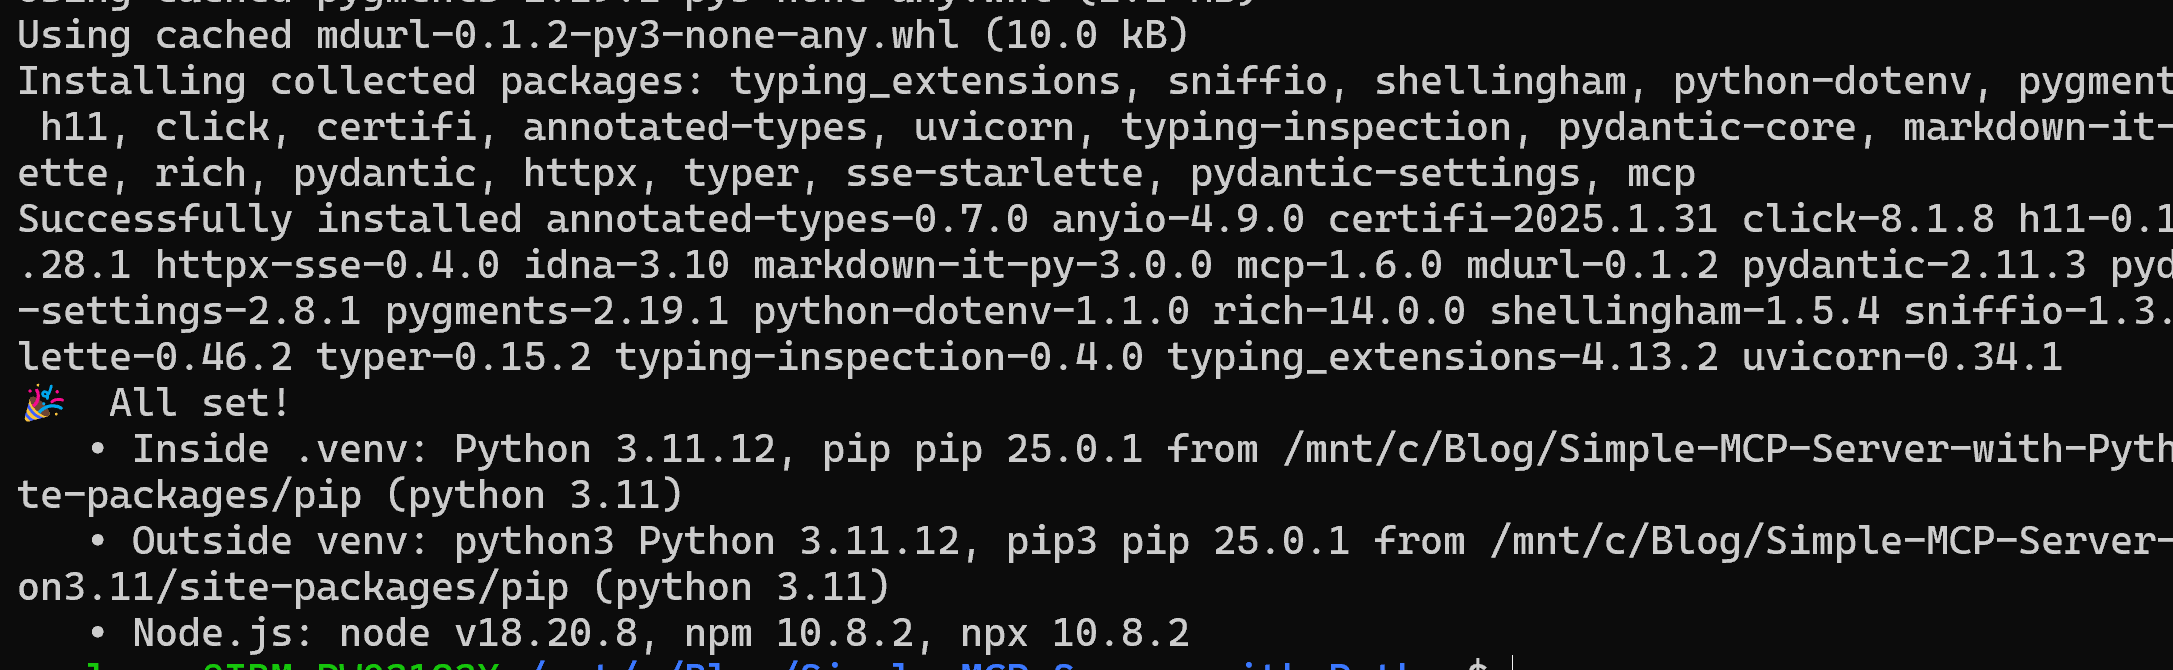 Using cached mdurl-0.1.2-py3-none-any.whl (10.0 kB)
Installing collected packages: typing_extensions, sniffio, shellingham, python-dotenv, pygment
h11, click, certifi, annotated-types, uvicorn, typing-inspection, pydantic-core, markdown-it-
ette, rich, pydantic, httpx, typer, sse-starlette, pydantic-settings, mcp
Successfully installed annotated-types-0.7.0 anyio-4.9.0 certifi-2025.1.31 click-8.1.8 h11-0.1
.28.1 httpx-sse-0.4.0 idna-3.10 markdown-it-py-3.0.0 mcp-1.6.0 mdurl-0.1.2 pydantic-2.11.3 pyd
-settings-2.8.1 pygments-2.19.1 python-dotenv-1.1.0 rich-14.0.0 shellingham-1.5.4 sniffio-1.3.
lette-0.46.2 typer-0.15.2 typing-inspection-0.4.0 typing_extensions-4.13.2 uvicorn-0.34.1
🎉 All set!
• Inside .venv: Python 3.11.12, pip pip 25.0.1 from /mnt/c/Blog/Simple-MCP-Server-with-Pyth
te-packages/pip (python 3.11)
• Outside venv: python3 Python 3.11.12, pip3 pip 25.0.1 from /mnt/c/Blog/Simple-MCP-Server-
on3.11/site-packages/pip (python 3.11)
• Node.js: node v18.20.8, npm 10.8.2, npx 10.8.2